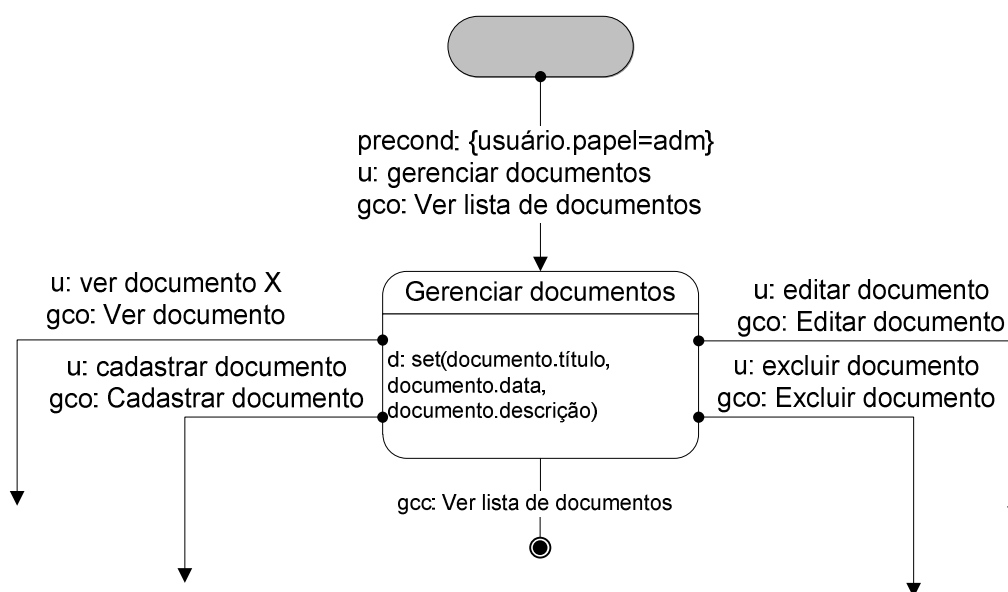 precond: {usuário.papel=adm}
u: gerenciar documentos
gco: Ver lista de documentos
u: ver documento X
gco: Ver documento
u: cadastrar documento
gco: Cadastrar documento
Gerenciar documentos
d: set(documento.título,
documento.data,
documento.descrição)
u: editar documento
gco: Editar documento
u: excluir documento
gco: Excluir documento
gcc: Ver lista de documentos